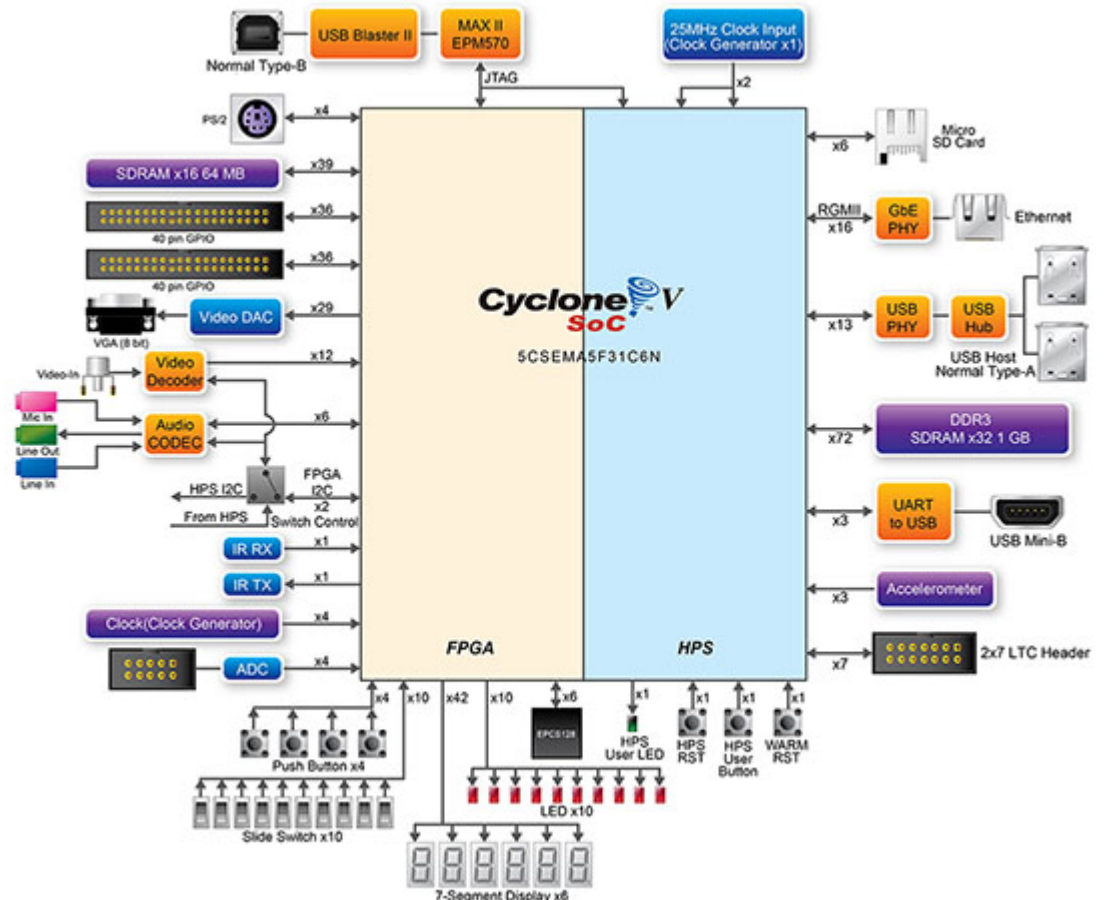 USB Blaster II
MAX II
EPM570
25MHz Clock Input
(Clock Generator x1)
Normal Type-B
JTAG
x2
PS/2
x4
x6
Micro
SD Card
SDRAM x16 64 MB
x39
x36
40 pin GPIO
RGMII
x16
GbE
PHY
Ethernet
x36
40 pin GPIO
Cyclone V
SoC
5CSEMA5F31C6N
Video DAC
x29
VGA (8 bit)
x13
USB
PHY
USB
Hub
USB Host
Normal Type-A
Video-In
Video
Decoder
x12
Mic In
Line Out
Line In
Audio
CODEC
x6
x72
DDR3
SDRAM x32 1 GB
HPS I2C
FPGA
I2C
x2
From HPS
Switch Control
x3
UART
to USB
USB Mini-B
IR RX
x1
IR TX
x1
x3
Accelerometer
Clock(Clock Generator)
x4
ADC
x4
FPGA
HPS
x7
2x7 LTC Header
x4
x10
x42
x10
x6
x1
x1
x1
x1
EPCS128
Push Button x4
HPS
User LED
HPS
RST
HPS
User
Button
WARM
RST
Slide Switch x10
LED x10
7-Segment Display x6